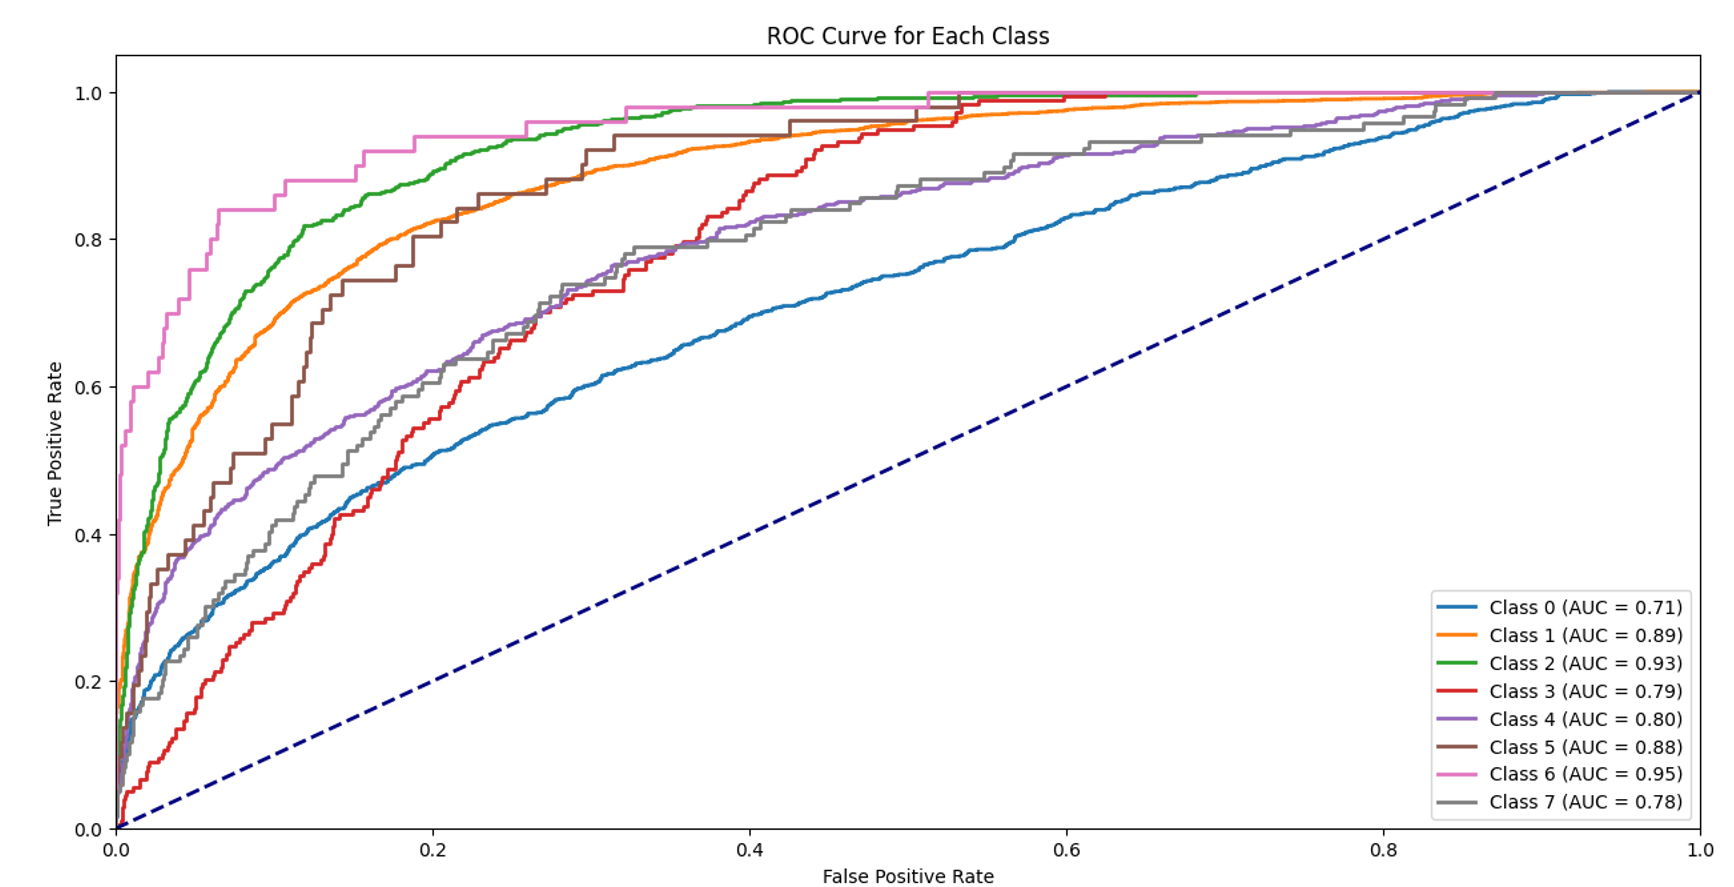 ROC Curve for Each Class
True Positive Rate
1.0
0.8
0.6
0.4
0.2
0.0
Class 0 (AUC = 0.71)
Class 1 (AUC = 0.89)
Class 2 (AUC = 0.93)
Class 3 (AUC = 0.79)
Class 4 (AUC = 0.80)
Class 5 (AUC = 0.88)
Class 6 (AUC = 0.95)
Class 7 (AUC = 0.78)
0.0 0.2 0.4 0.6 0.8 1.0
False Positive Rate